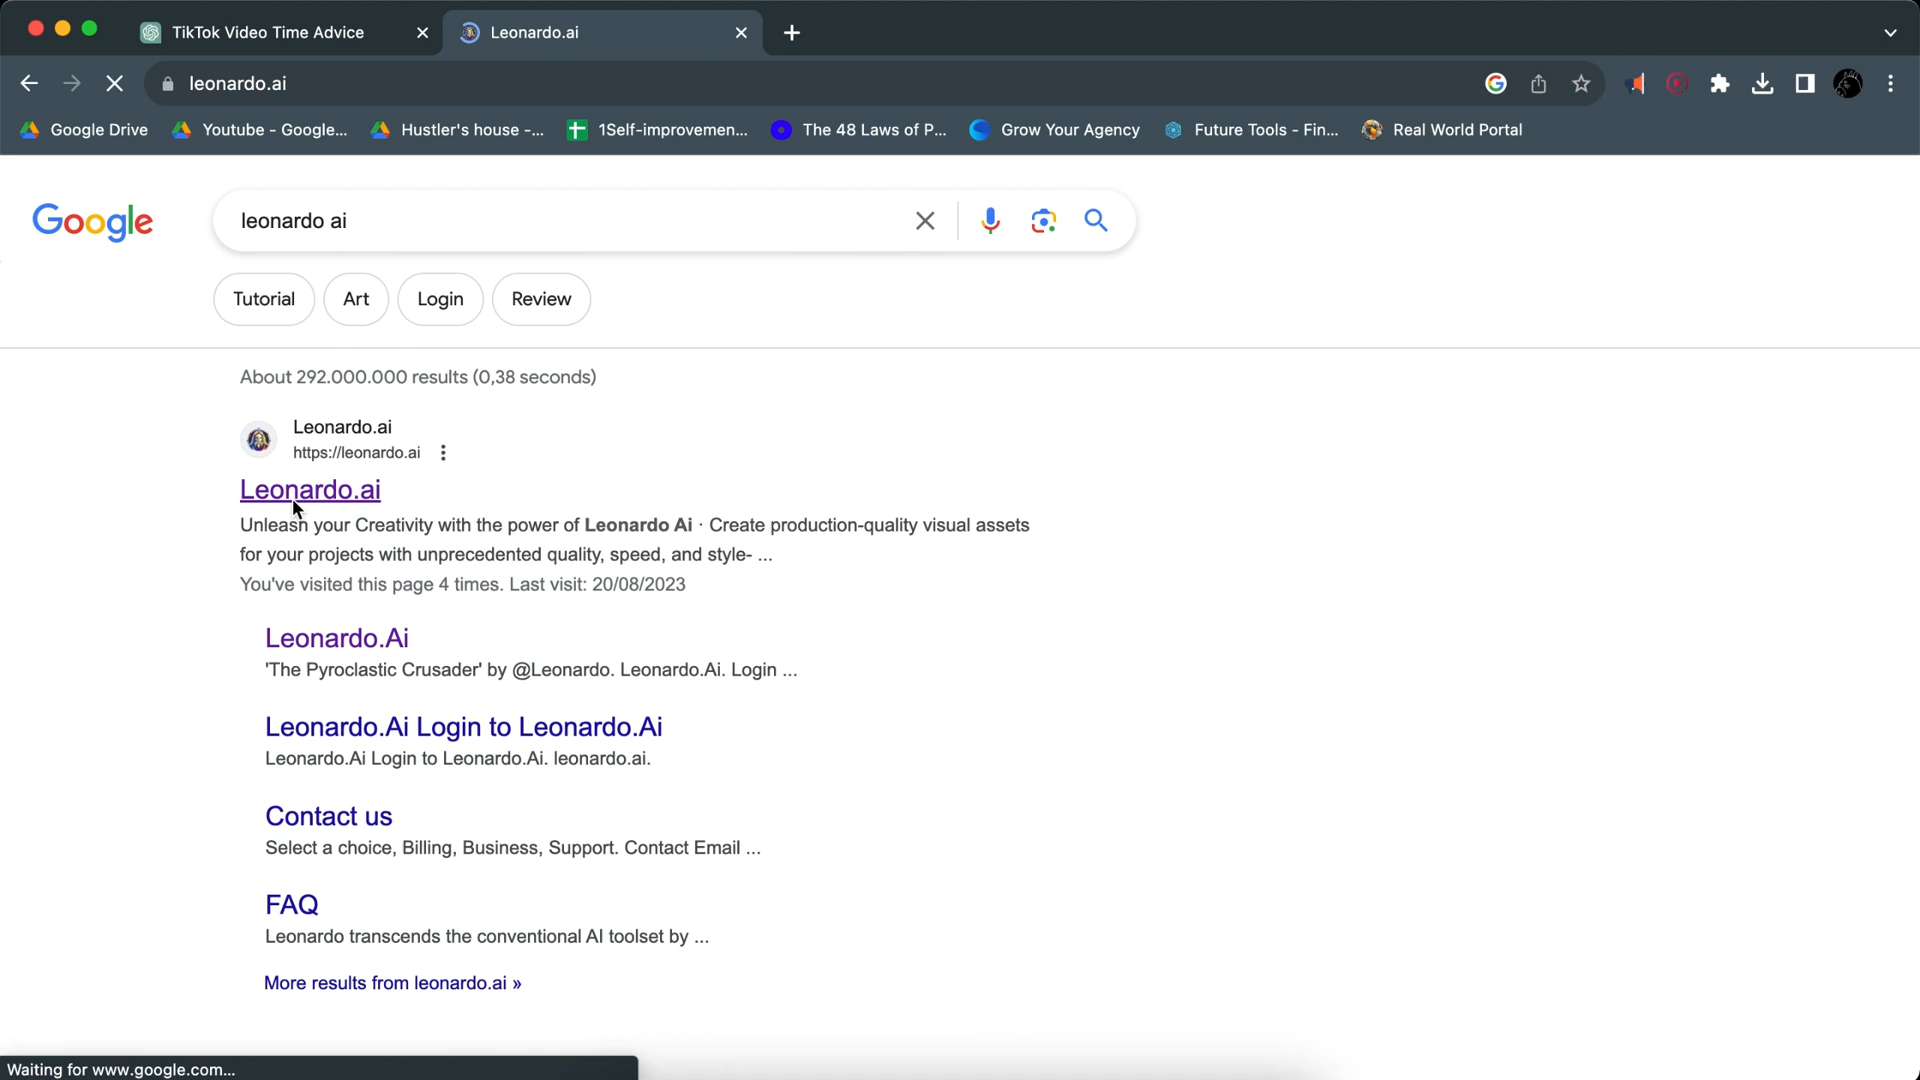 TikTok Video Time Advice
Leonardo.ai
leonardo.ai
Google Drive
Youtube - Google...
Hustler's house -...
1Self-improvemen...
The 48 Laws of P...
Grow Your Agency
Future Tools - Fin...
Real World Portal
Google
leonardo ai
Tutorial
Art
Login
Review
About 292.000.000 results (0,38 seconds)
Leonardo.ai
https://leonardo.ai
Leonardo.ai
Unleash your Creativity with the power of Leonardo Ai · Create production-quality visual assets
for your projects with unprecedented quality, speed, and style- ...
You've visited this page 4 times. Last visit: 20/08/2023
Leonardo.Ai
'The Pyroclastic Crusader' by @Leonardo. Leonardo.Ai. Login ...
Leonardo.Ai Login to Leonardo.Ai
Leonardo.Ai Login to Leonardo.Ai. leonardo.ai.
Contact us
Select a choice, Billing, Business, Support. Contact Email ...
FAQ
Leonardo transcends the conventional AI toolset by ...
More results from leonardo.ai »
Waiting for www.google.com...